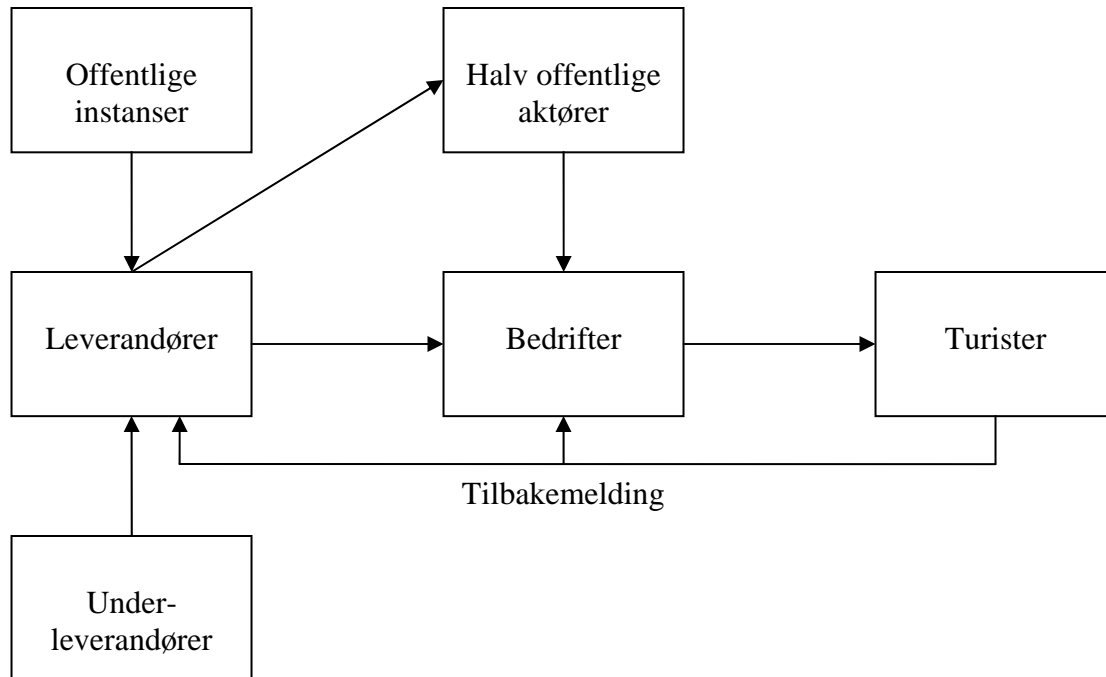 Offentlige
instanser
Halv offentlige
aktører
Leverandører
Bedrifter
Turister
Tilbakemelding
Under-
leverandører